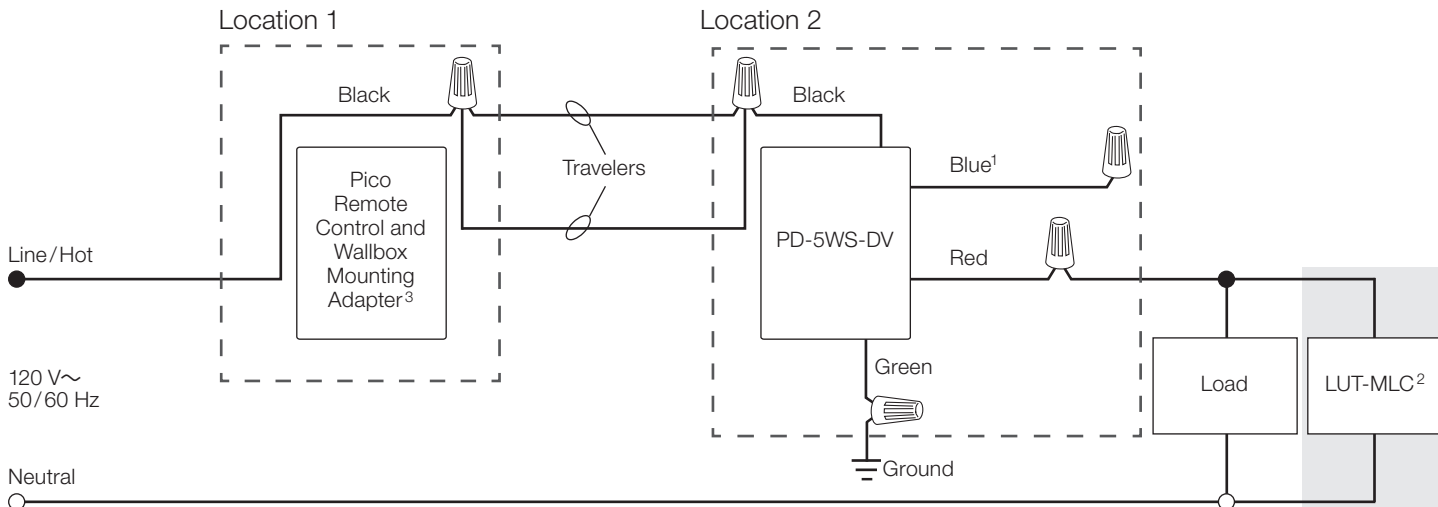 Location 1
Location 2
Black
Black
Travelers
Blue¹
Pico
Remote
Control and
Wallbox
Mounting
Adapter³
PD-5WS-DV
Line/Hot
Red
120 V~
50/60 Hz
Green
Load
LUT-MLC²
Ground
Neutral